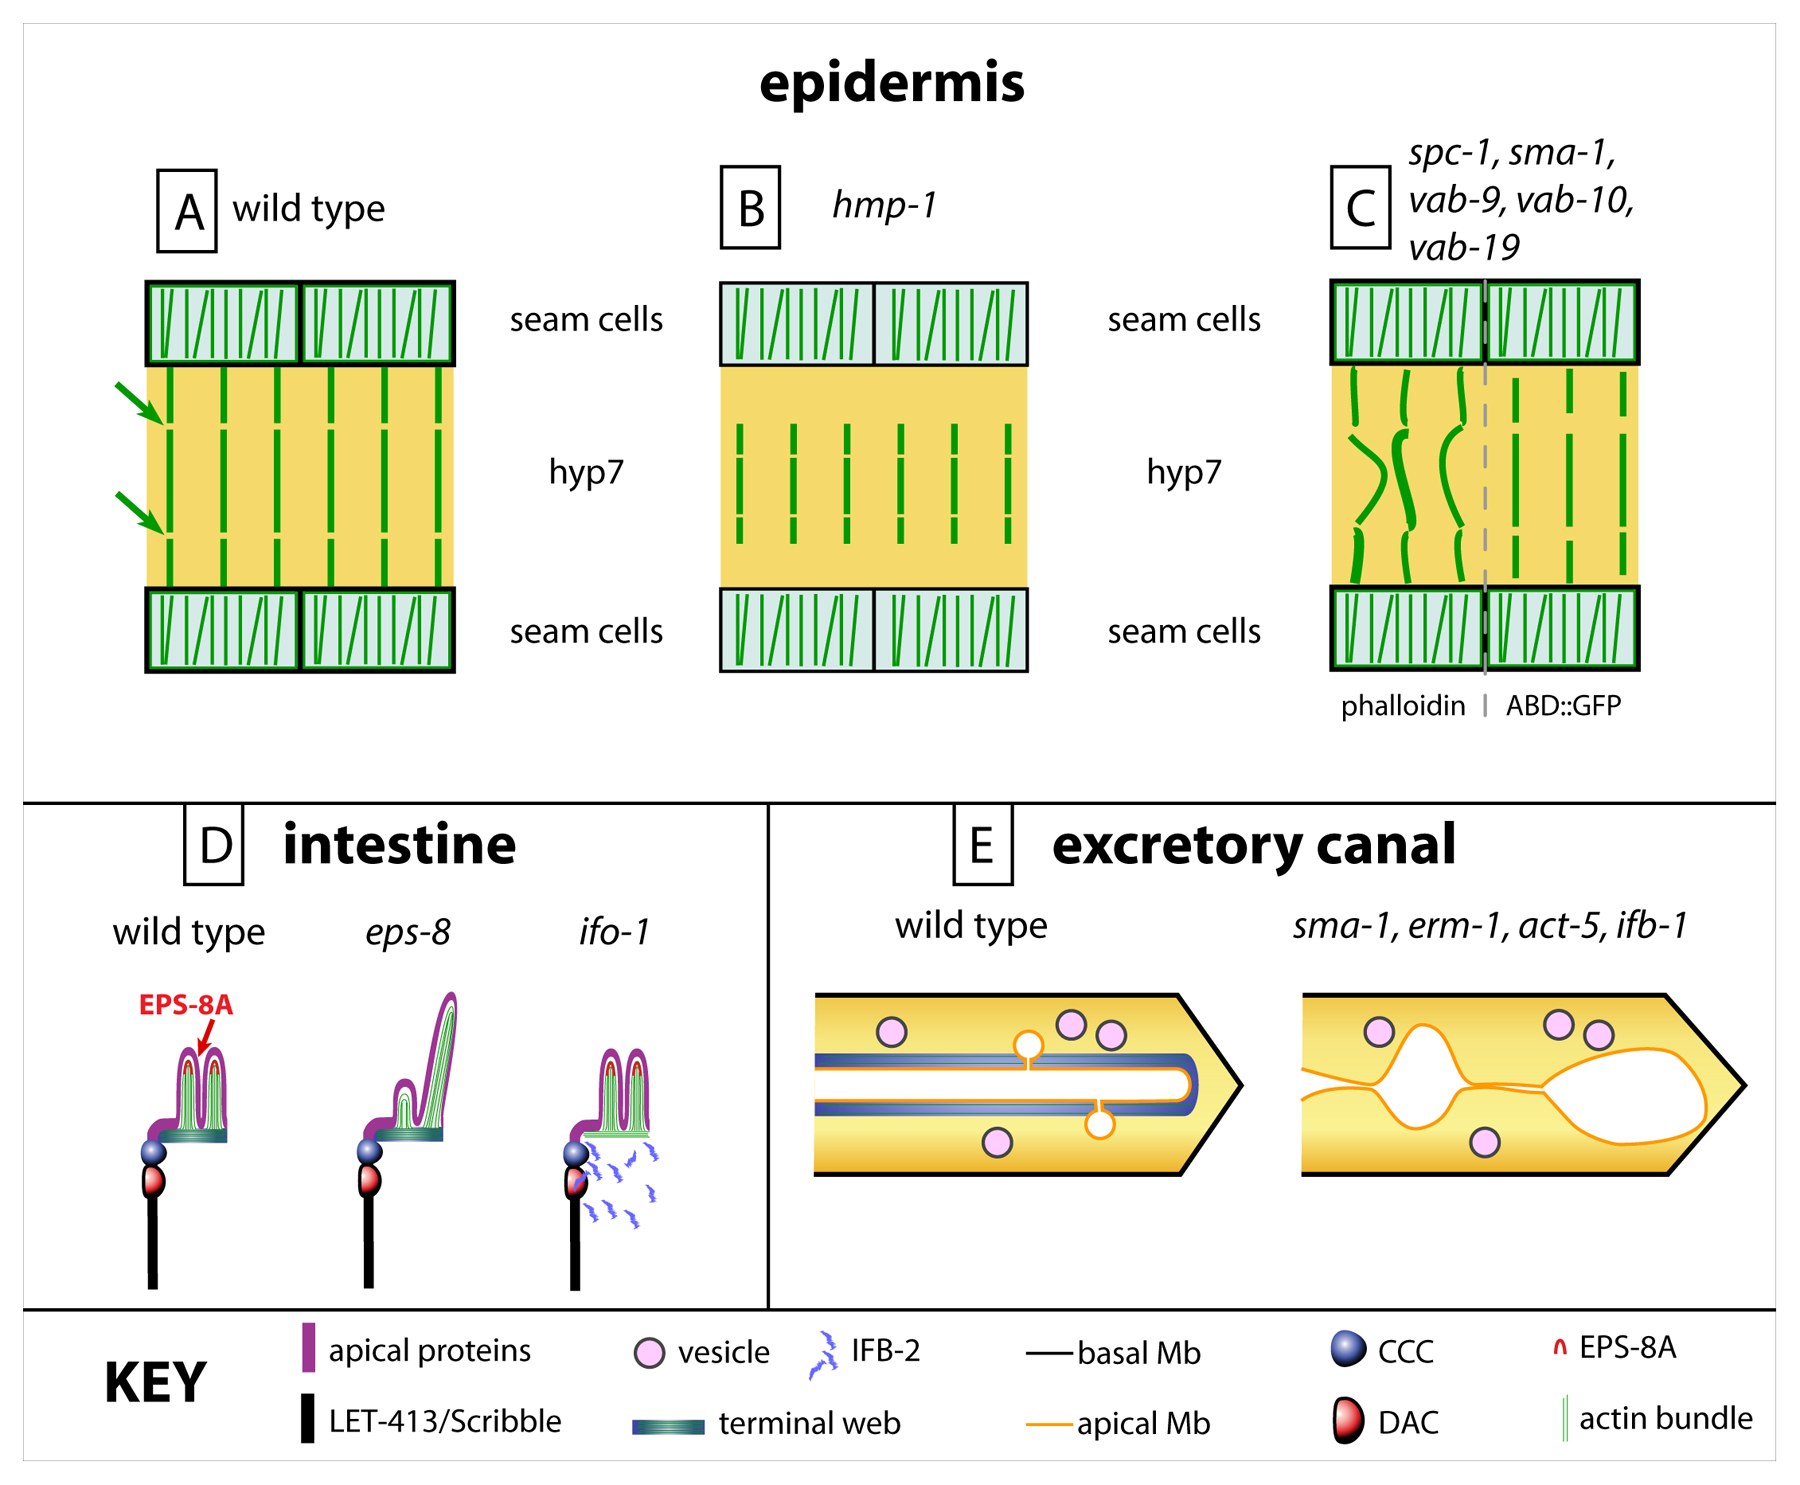 epidermis
A wild type
B hmp-1
C spc-1, sma-1,
vab-9, vab-10,
vab-19
seam cells
seam cells
hyp7
hyp7
seam cells
seam cells
phalloidin
ABD::GFP
D intestine
wild type
eps-8
ifo-1
EPS-8A
E excretory canal
wild type
sma-1, erm-1, act-5, ifb-1
KEY
apical proteins
vesicle
IFB-2
basal Mb
CCC
EPS-8A
LET-413/Scribble
terminal web
apical Mb
DAC
actin bundle